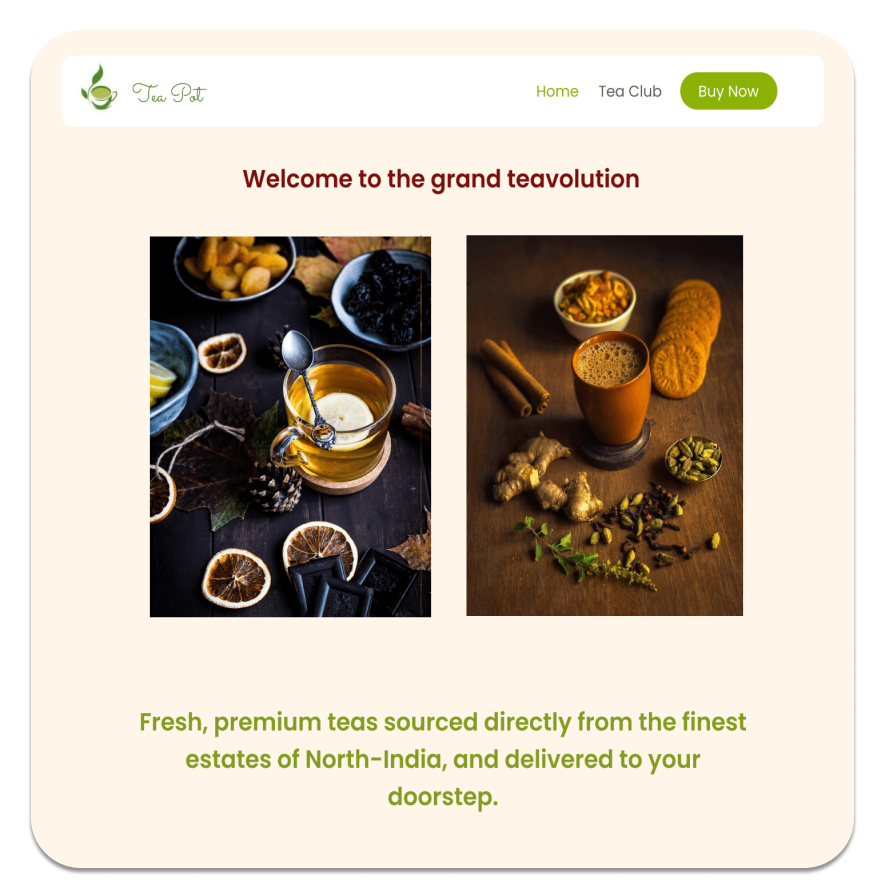 Tea Pot
Home
Tea Club
Buy Now
Welcome to the grand teavolution
Fresh, premium teas sourced directly from the finest
estates of North-India, and delivered to your
doorstep.